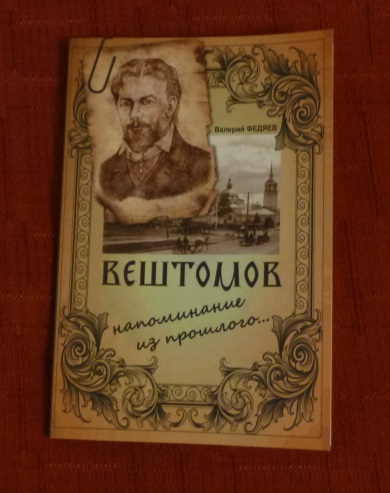 Валерий ФЕДЯЕВ
ВЕШТОМОВ
напоминание
из прошлого...